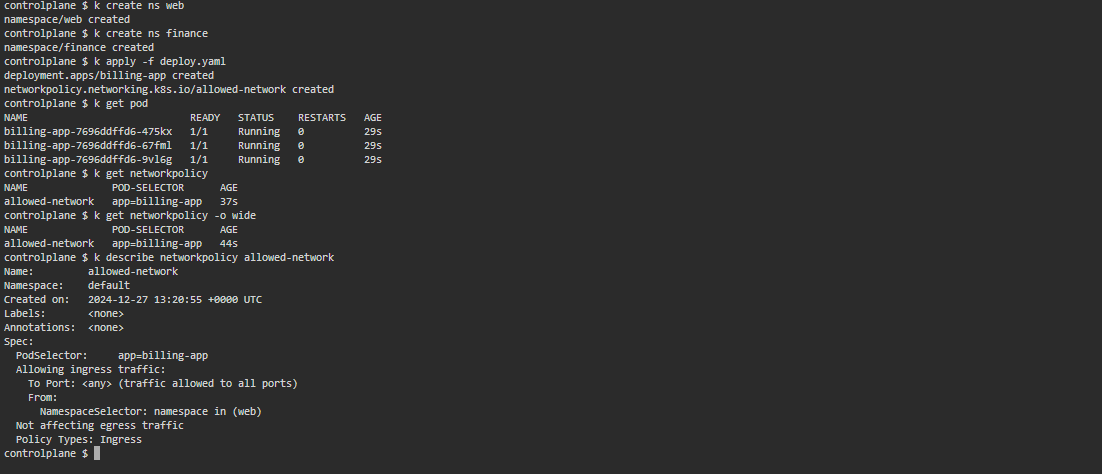 controlplane $ k create ns web
namespace/web created
controlplane $ k create ns finance
namespace/finance created
controlplane $ k apply -f deploy.yaml
deployment.apps/billing-app created
networkpolicy.networking.k8s.io/allowed-network created
controlplane $ k get pod
NAME                           READY   STATUS    RESTARTS   AGE
billing-app-7696ddffd6-475kx   1/1     Running   0          29s
billing-app-7696ddffd6-67fml   1/1     Running   0          29s
billing-app-7696ddffd6-9vl6g   1/1     Running   0          29s
controlplane $ k get networkpolicy
NAME              POD-SELECTOR      AGE
allowed-network   app=billing-app   37s
controlplane $ k get networkpolicy -o wide
NAME              POD-SELECTOR      AGE
allowed-network   app=billing-app   44s
controlplane $ k describe networkpolicy allowed-network
Name:         allowed-network
Namespace:    default
Created on:   2024-12-27 13:20:55 +0000 UTC
Labels:       <none>
Annotations:  <none>
Spec:
  PodSelector:     app=billing-app
  Allowing ingress traffic:
    To Port: <any> (traffic allowed to all ports)
    From:
      NamespaceSelector: namespace in (web)
  Not affecting egress traffic
  Policy Types: Ingress
controlplane $